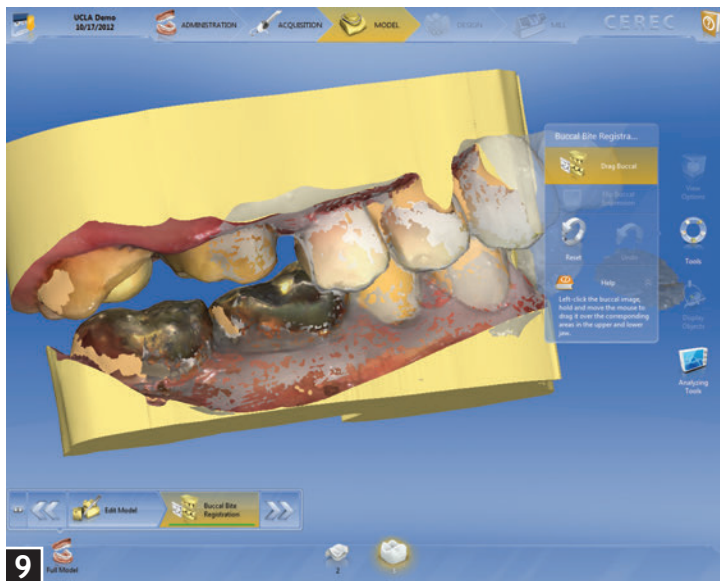 UCLA Demo
10/17/2012
ADMINISTRATION
ACQUISITION
MODEL
DESIGN
MILL
CEREC
Buccal Bite Registra...
Drag Buccal
Reset
Undo
Help
Left-click the buccal image,
hold and move the mouse to
drag it over the corresponding
areas in the upper and lower
jaw.
View
Options
Tools
Display
Objects
Analyzing
Tools
Edit Model
Buccal Bite
Registration
9
Full Model
2